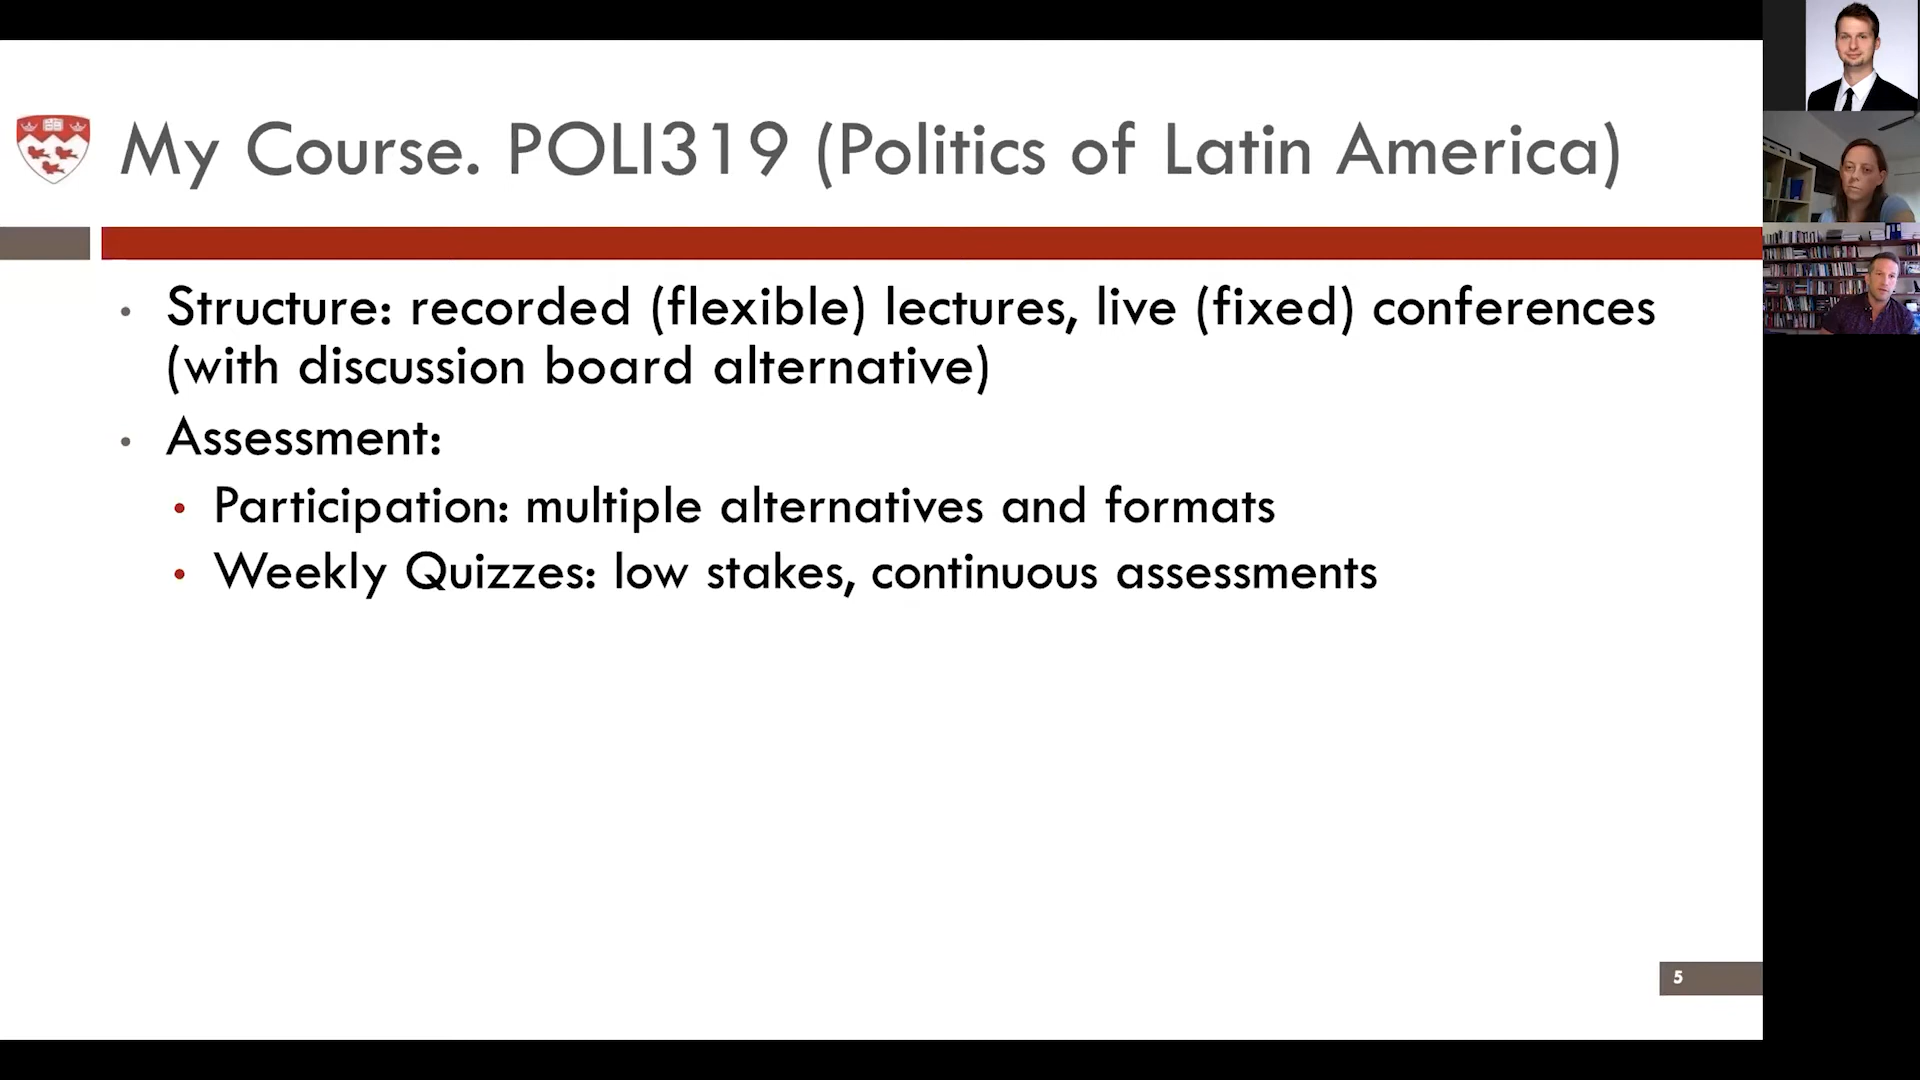 My Course. POLI319 (Politics of Latin America)
• Structure: recorded (flexible) lectures, live (fixed) conferences
(with discussion board alternative)
• Assessment:
• Participation: multiple alternatives and formats
• Weekly Quizzes: low stakes, continuous assessments
5